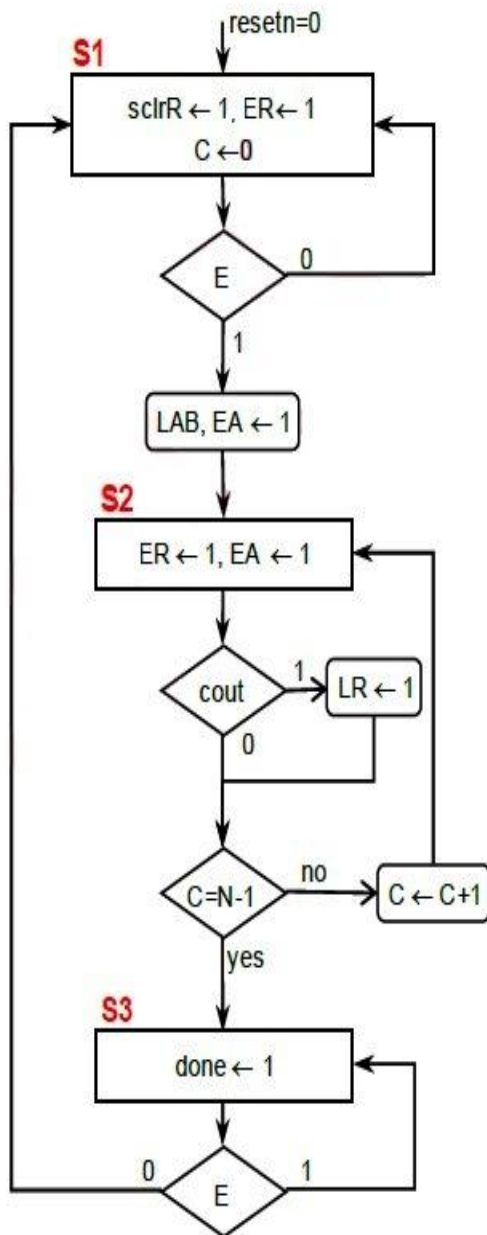 resetn=0
S1
sclrR ← 1, ER← 1
C ←0
E
0
1
LAB, EA ← 1
S2
ER ← 1, EA ← 1
cout
1
LR ← 1
0
C=N-1
no
C ← C+1
yes
S3
done ← 1
0
E
1